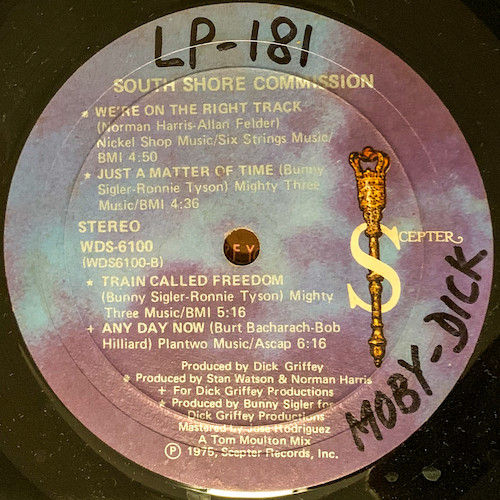 LP-181
SOUTH SHORE COMMISSION
* WE'RE ON THE RIGHT TRACK
(Norman Harris-Allan Felder)
Nickel Shop Music/Six Strings Music/
BMI 4:50
* JUST A MATTER OF TIME (Bunny
Sigler-Ronnie Tyson) Mighty Three
Music/BMI 4:36
STEREO
WDS-6100
(WDS6100-B)
SCEPTER
* TRAIN CALLED FREEDOM
(Bunny Sigler-Ronnie Tyson) Mighty
Three Music/BMI 5:16
+ ANY DAY NOW (Burt Bacharach-Bob
Hilliard) Plantwo Music/Ascap 6:16
Produced by Dick Griffey
* Produced by Stan Watson & Norman Harris
+ For Dick Griffey Productions
* Produced by Bunny Sigler for
Dick Griffey Productions
Mastered by Jose Rodriguez
A Tom Moulton Mix
℗ 1975, Scepter Records, Inc.
MOBY-DICK